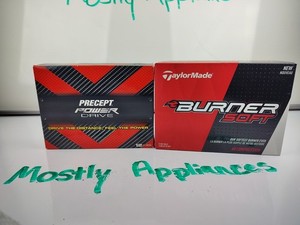 Mostly Appliances
PRECEPT
POWER
DRIVE
DRIVE THE DISTANCE / FEEL THE POWER
TaylorMade
NEW
BURNER
SOFT
Mostly Appliances